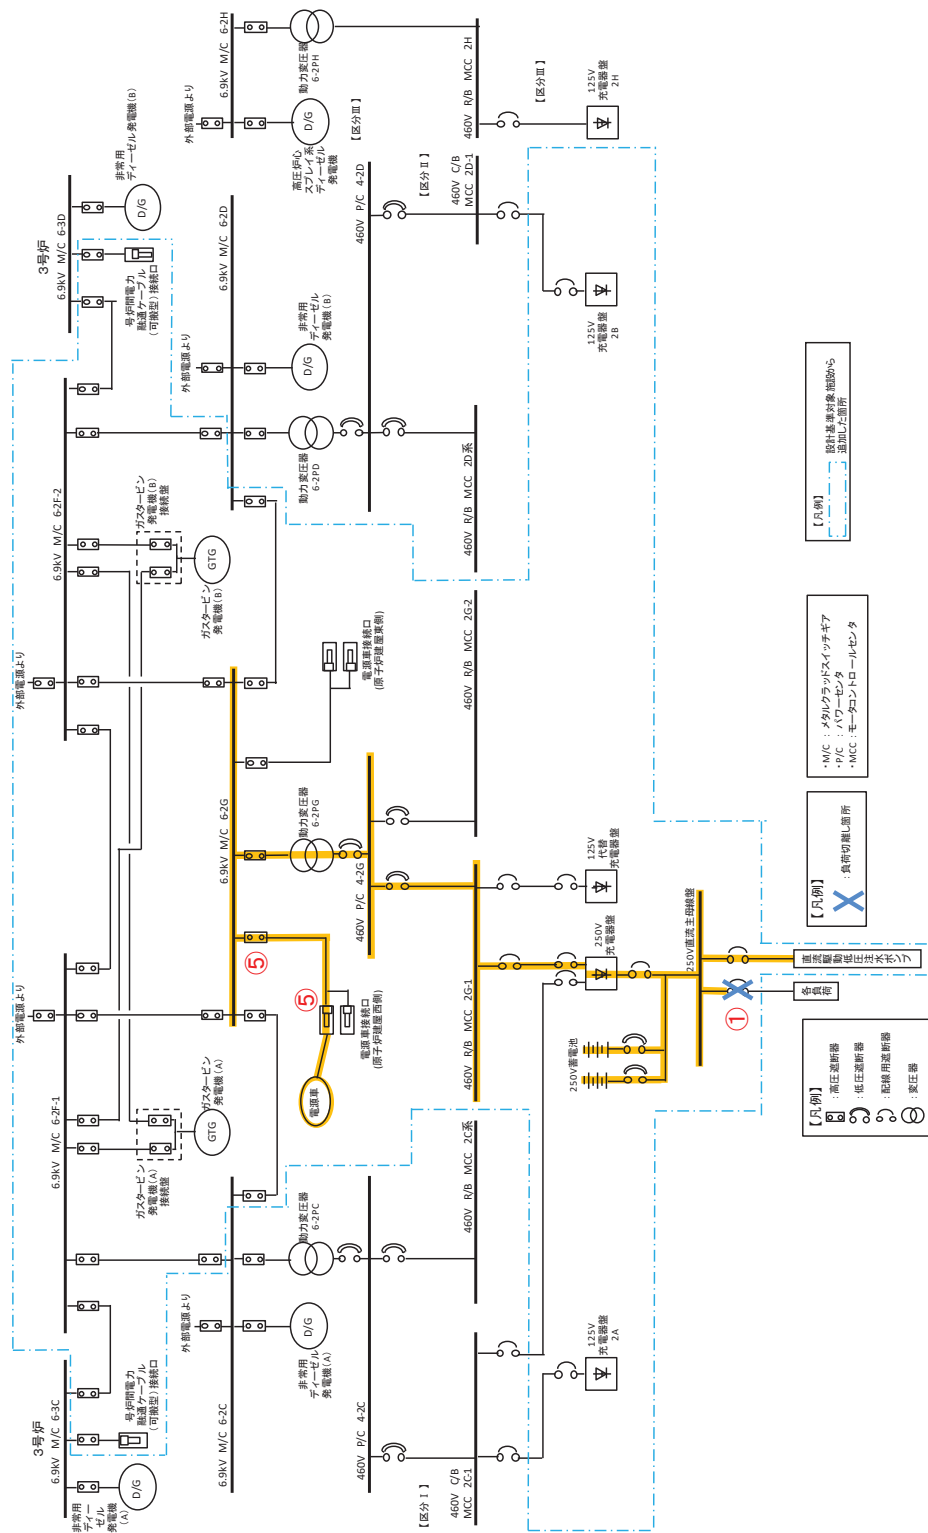 3号炉
6.9kV M/C 6-3C
非常用
ディー
ゼル
発電機
(A)
D/G
号炉間電力
融通ケーブル
(可搬型)接続口
外部電源より
6.9kV M/C 6-2F-1
ガスタービン
発電機(A)
接続盤
GTG
ガスタービン
発電機(A)
外部電源より
6.9kV M/C 6-2F-2
ガスタービン
発電機(B)
接続盤
GTG
ガスタービン
発電機(B)
3号炉
6.9kV M/C 6-3D
非常用
ディーゼル発電機(B)
D/G
号炉間電力
融通ケーブル
(可搬型)接続口
外部電源より
6.9kV M/C 6-2C
D/G
非常用
ディーゼル
発電機(A)
動力変圧器
6-2PC
6.9kV M/C 6-2G
⑤
⑤
電源車
電源車接続口
(原子炉建屋西側)
動力変圧器
6-2PG
電源車接続口
(原子炉建屋東側)
外部電源より
6.9kV M/C 6-2D
動力変圧器
6-2PD
D/G
非常用
ディーゼル
発電機(B)
外部電源より
6.9kV M/C 6-2H
D/G
高圧炉心
スプレイ系
ディーゼル
発電機
動力変圧器
6-2PH
【区分Ⅲ】
460V P/C 4-2C
460V P/C 4-2G
460V P/C 4-2D
【区分Ⅰ】
460V C/B
MCC 2C-1
460V R/B MCC 2C系
460V R/B MCC 2G-1
460V R/B MCC 2G-2
460V R/B MCC 2D系
【区分Ⅱ】
460V C/B
MCC 2D-1
460V R/B MCC 2H
【区分Ⅲ】
125V
充電器盤
2A
250V蓄電池
250V
充電器盤
125V
代替
充電器盤
125V
充電器盤
2B
125V
充電器盤
2H
250V直流主母線盤
①
各負荷
直流駆動低圧注水ポンプ
【凡例】
:高圧遮断器
:低圧遮断器
:配線用遮断器
:変圧器
【凡例】
:負荷切離し箇所
・M/C :メタルクラッドスイッチギア
・P/C :パワーセンタ
・MCC :モータコントロールセンタ
【凡例】
設計基準対象施設から
追加した箇所